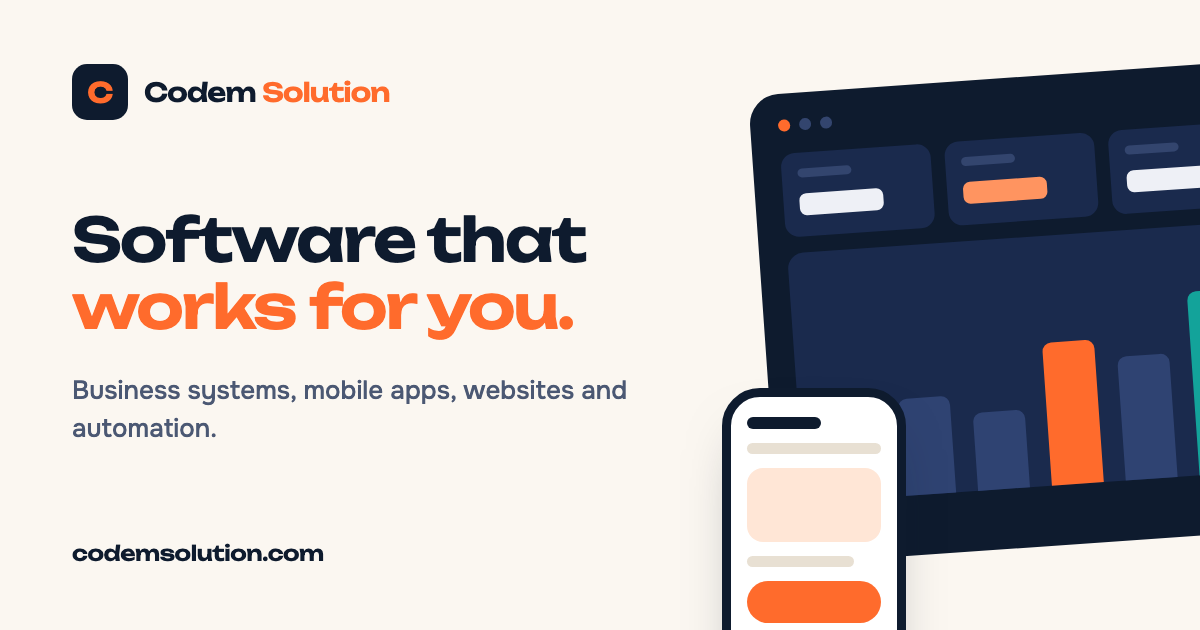 C
Codem Solution
Software that
works for you.
Business systems, mobile apps, websites and
automation.
codemsolution.com